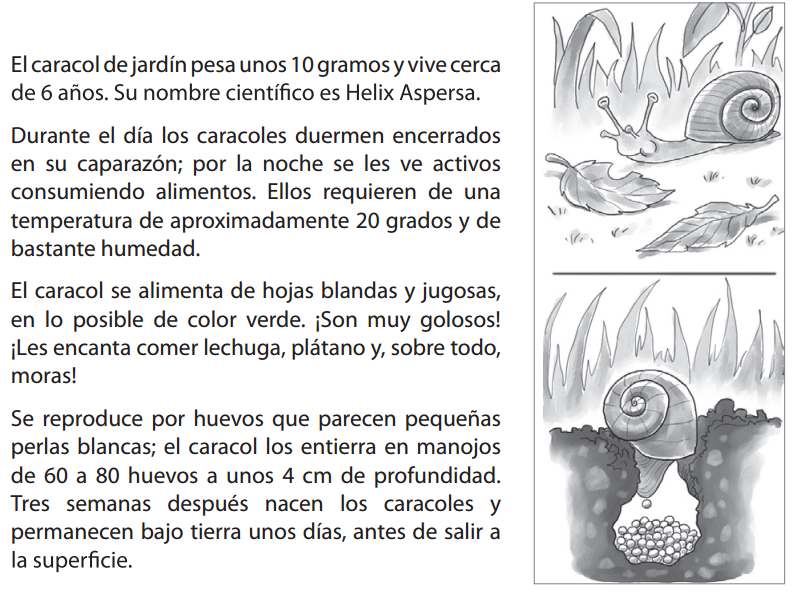 El caracol de jardín pesa unos 10 gramos y vive cerca
de 6 años. Su nombre científico es Helix Aspersa.
Durante el día los caracoles duermen encerrados
en su caparazón; por la noche se les ve activos
consumiendo alimentos. Ellos requieren de una
temperatura de aproximadamente 20 grados y de
bastante humedad.
El caracol se alimenta de hojas blandas y jugosas,
en lo posible de color verde. ¡Son muy golosos!
¡Les encanta comer lechuga, plátano y, sobre todo,
moras!
Se reproduce por huevos que parecen pequeñas
perlas blancas; el caracol los entierra en manojos
de 60 a 80 huevos a unos 4 cm de profundidad.
Tres semanas después nacen los caracoles y
permanecen bajo tierra unos días, antes de salir a
la superficie.